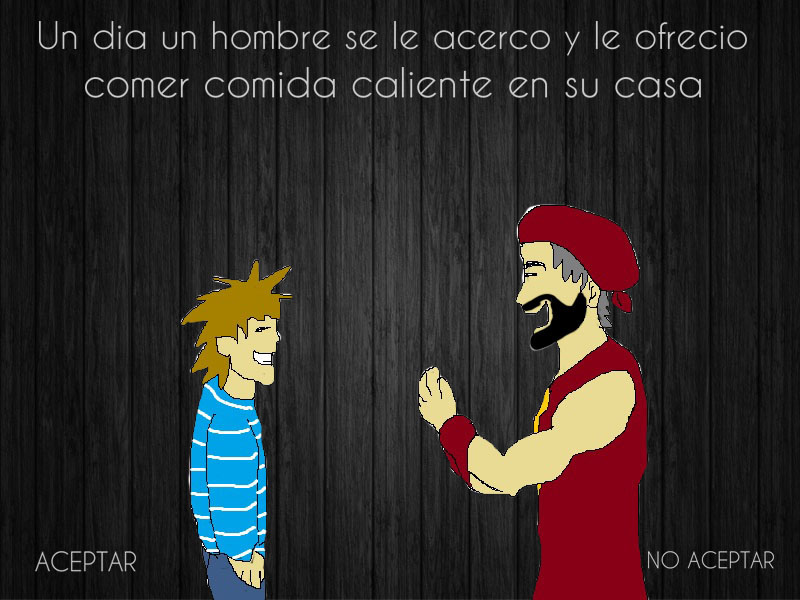 Un dia un hombre se le acerco y le ofrecio
comer comida caliente en su casa
ACEPTAR
NO ACEPTAR